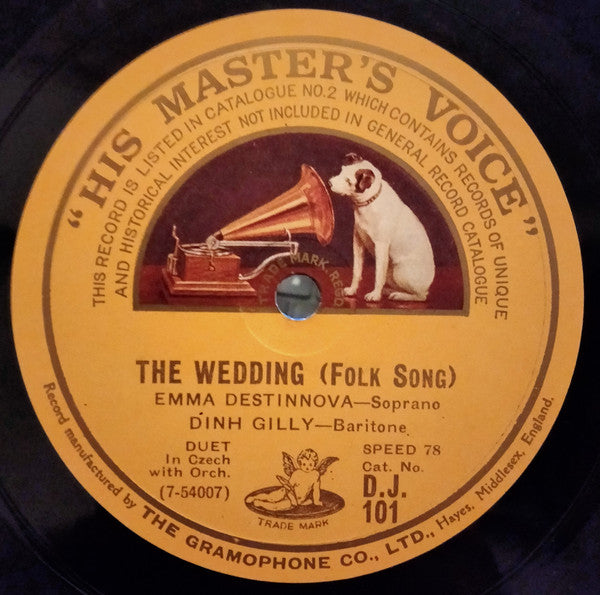 "HIS MASTER'S VOICE"
THIS RECORD IS LISTED IN CATALOGUE NO.2 WHICH CONTAINS RECORDS OF UNIQUE
AND HISTORICAL INTEREST NOT INCLUDED IN GENERAL RECORD CATALOGUE
TRADE MARK. REGD
THE WEDDING (FOLK SONG)
EMMA DESTINNOVA—Soprano
DINH GILLY—Baritone
DUET
In Czech
with Orch.
(7-54007)
SPEED 78
Cat. No.
D.J.
101
TRADE MARK
Record manufactured by THE GRAMOPHONE CO., LTD., Hayes, Middlesex, England.